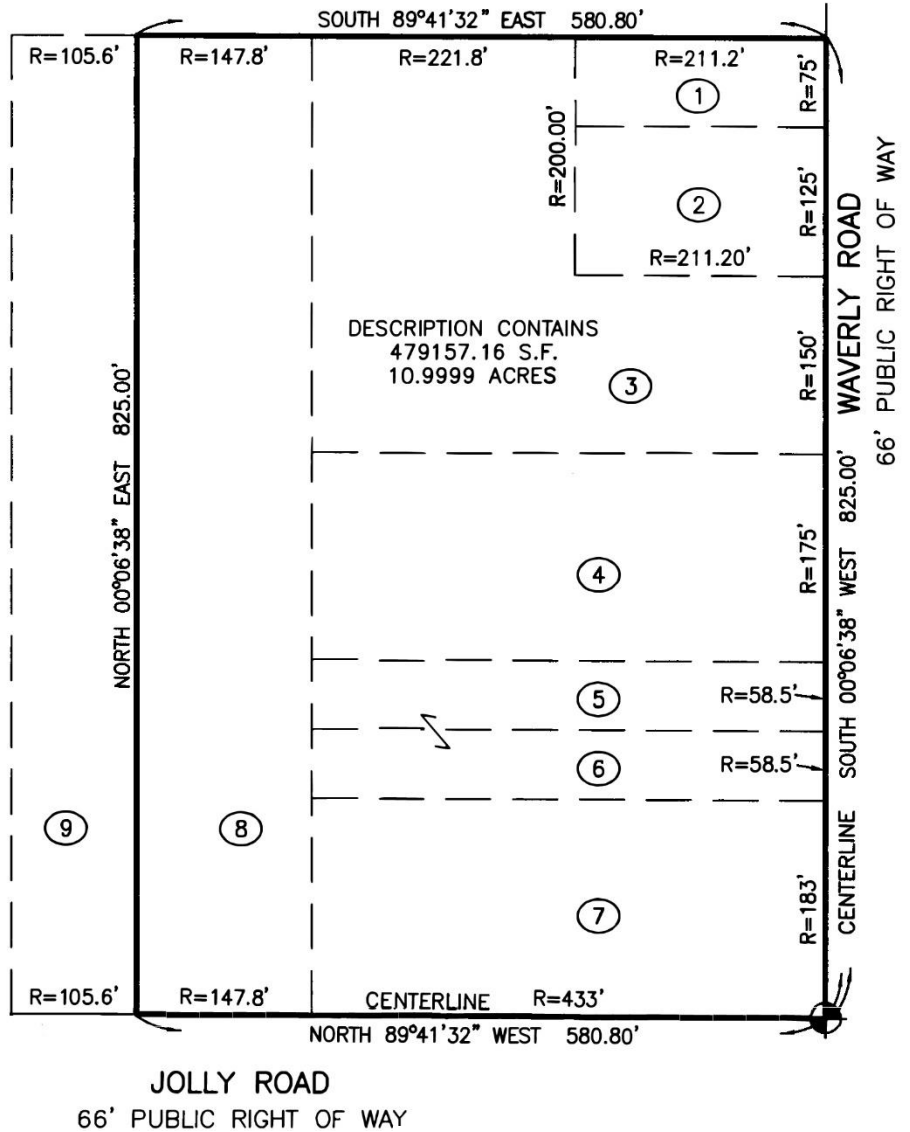 SOUTH 89°41'32" EAST 580.80'
R=105.6'
R=147.8'
R=221.8'
R=211.2'
R=75'
1
R=200.00'
2
R=125'
R=211.20'
WAVERLY ROAD
66' PUBLIC RIGHT OF WAY
DESCRIPTION CONTAINS
479157.16 S.F.
10.9999 ACRES
3
R=150'
NORTH 00°06'38" EAST 825.00'
CENTERLINE SOUTH 00°06'38" WEST 825.00'
4
R=175'
5
R=58.5'
6
R=58.5'
9
8
7
R=183'
R=105.6'
R=147.8'
CENTERLINE R=433'
NORTH 89°41'32" WEST 580.80'
JOLLY ROAD
66' PUBLIC RIGHT OF WAY